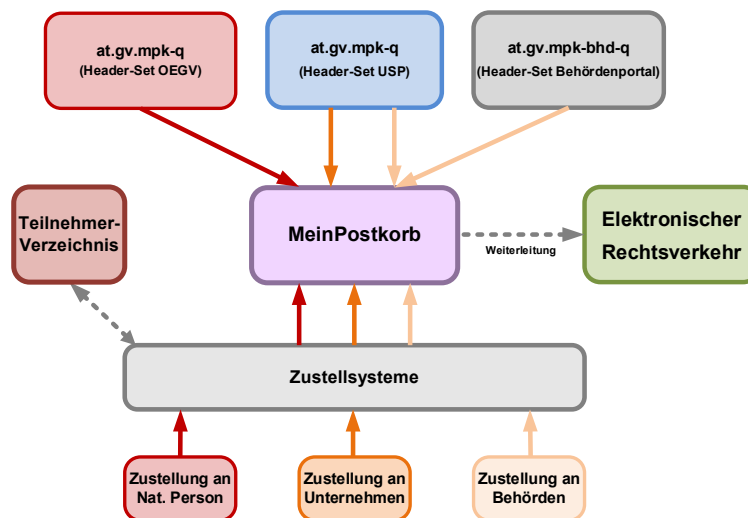 at.gv.mpk-q
(Header-Set OEGV)
at.gv.mpk-q
(Header-Set USP)
at.gv.mpk-bhd-q
(Header-Set Behördenportal)
Teilnehmer-
Verzeichnis
MeinPostkorb
Weiterleitung
Elektronischer
Rechtsverkehr
Zustellsysteme
Zustellung an
Nat. Person
Zustellung an
Unternehmen
Zustellung an
Behörden